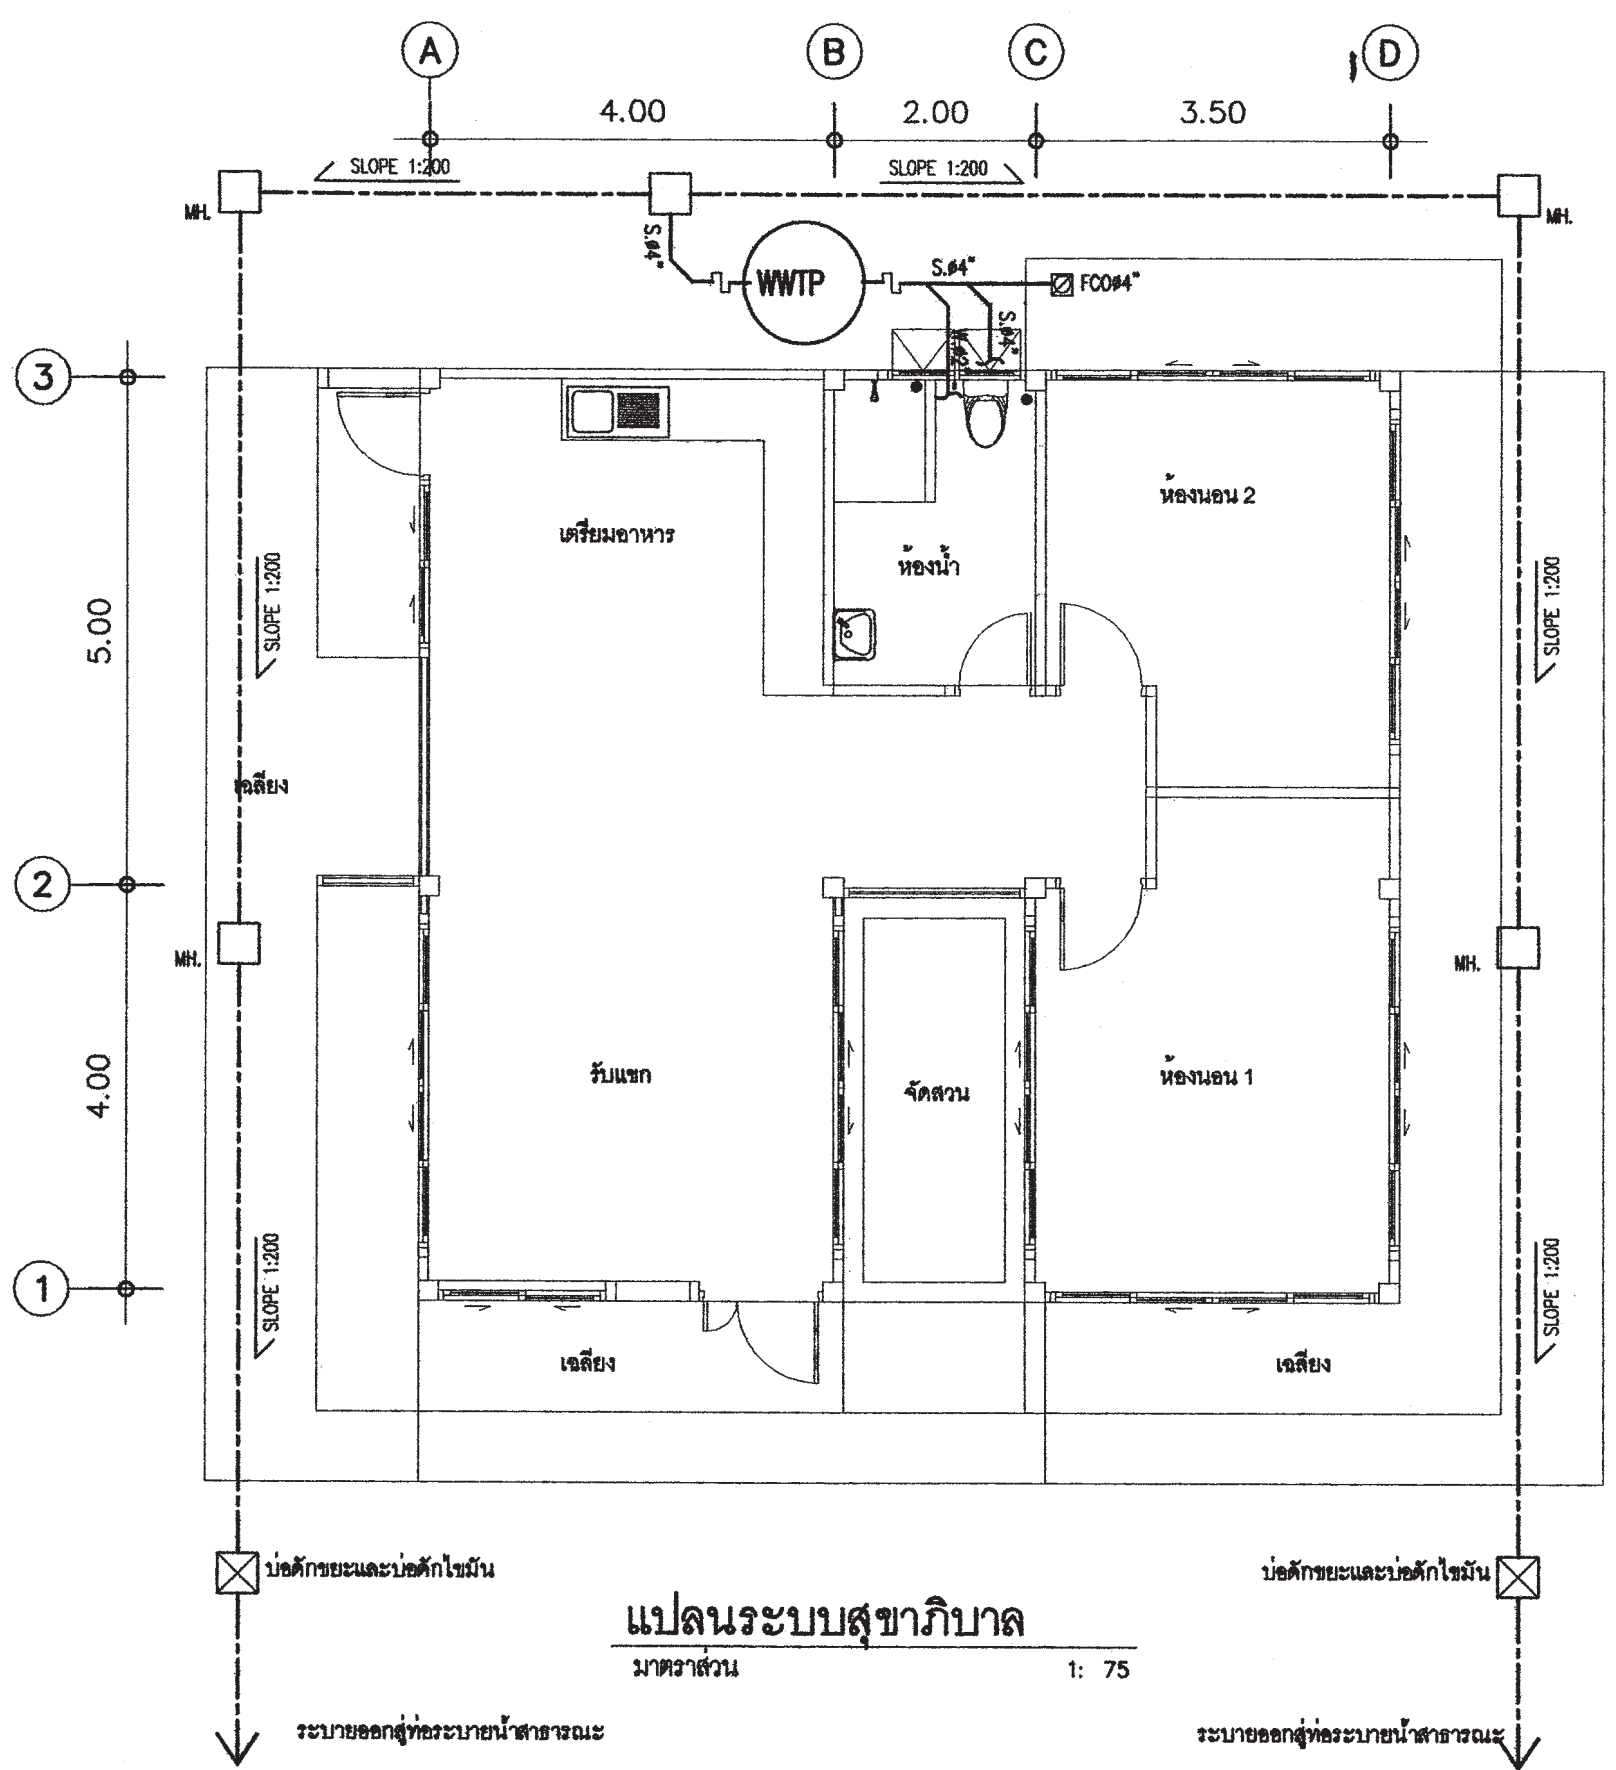 A B C D
4.00 2.00 3.50
SLOPE 1:200 SLOPE 1:200
MH. MH.
S.ø4" WWTP S.ø4" FCOø4"
S.ø4"
3
เตรียมอาหาร ห้องน้ำ ห้องนอน 2
5.00 SLOPE 1:200 SLOPE 1:200
เฉลียง
2
MH. MH.
4.00 รับแขก จัดสวน ห้องนอน 1
SLOPE 1:200 SLOPE 1:200
1
เฉลียง เฉลียง
บ่อดักขยะและบ่อดักไขมัน บ่อดักขยะและบ่อดักไขมัน
แปลนระบบสุขาภิบาล
มาตราส่วน 1: 75
ระบายออกสู่ท่อระบายน้ำสาธารณะ ระบายออกสู่ท่อระบายน้ำสาธารณะ